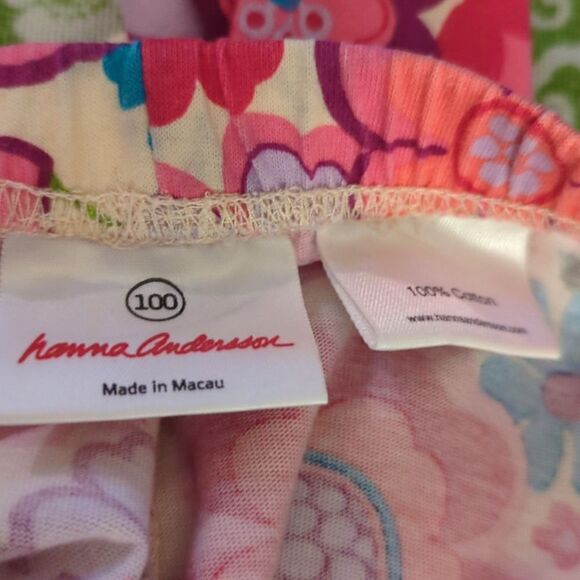 100
hanna Andersson
Made in Macau
100% Cotton
www.hannaandersson.com